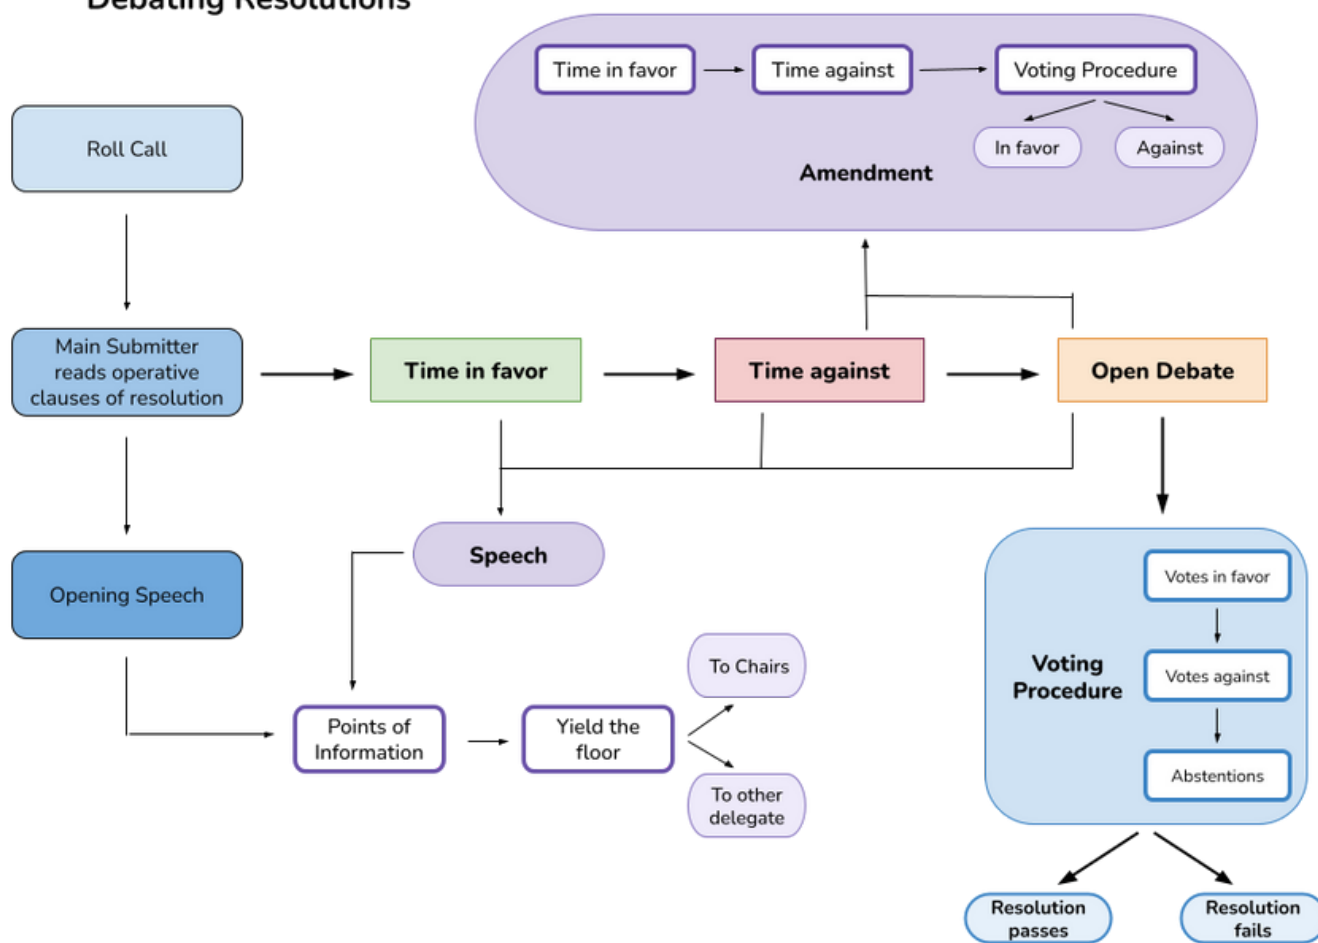 Debating Resolutions
Time in favor
Time against
Voting Procedure
In favor
Against
Amendment
Roll Call
Main Submitter
reads operative
clauses of resolution
Time in favor
Time against
Open Debate
Opening Speech
Speech
Points of
Information
Yield the
floor
To Chairs
To other
delegate
Voting
Procedure
Votes in favor
Votes against
Abstentions
Resolution
passes
Resolution
fails